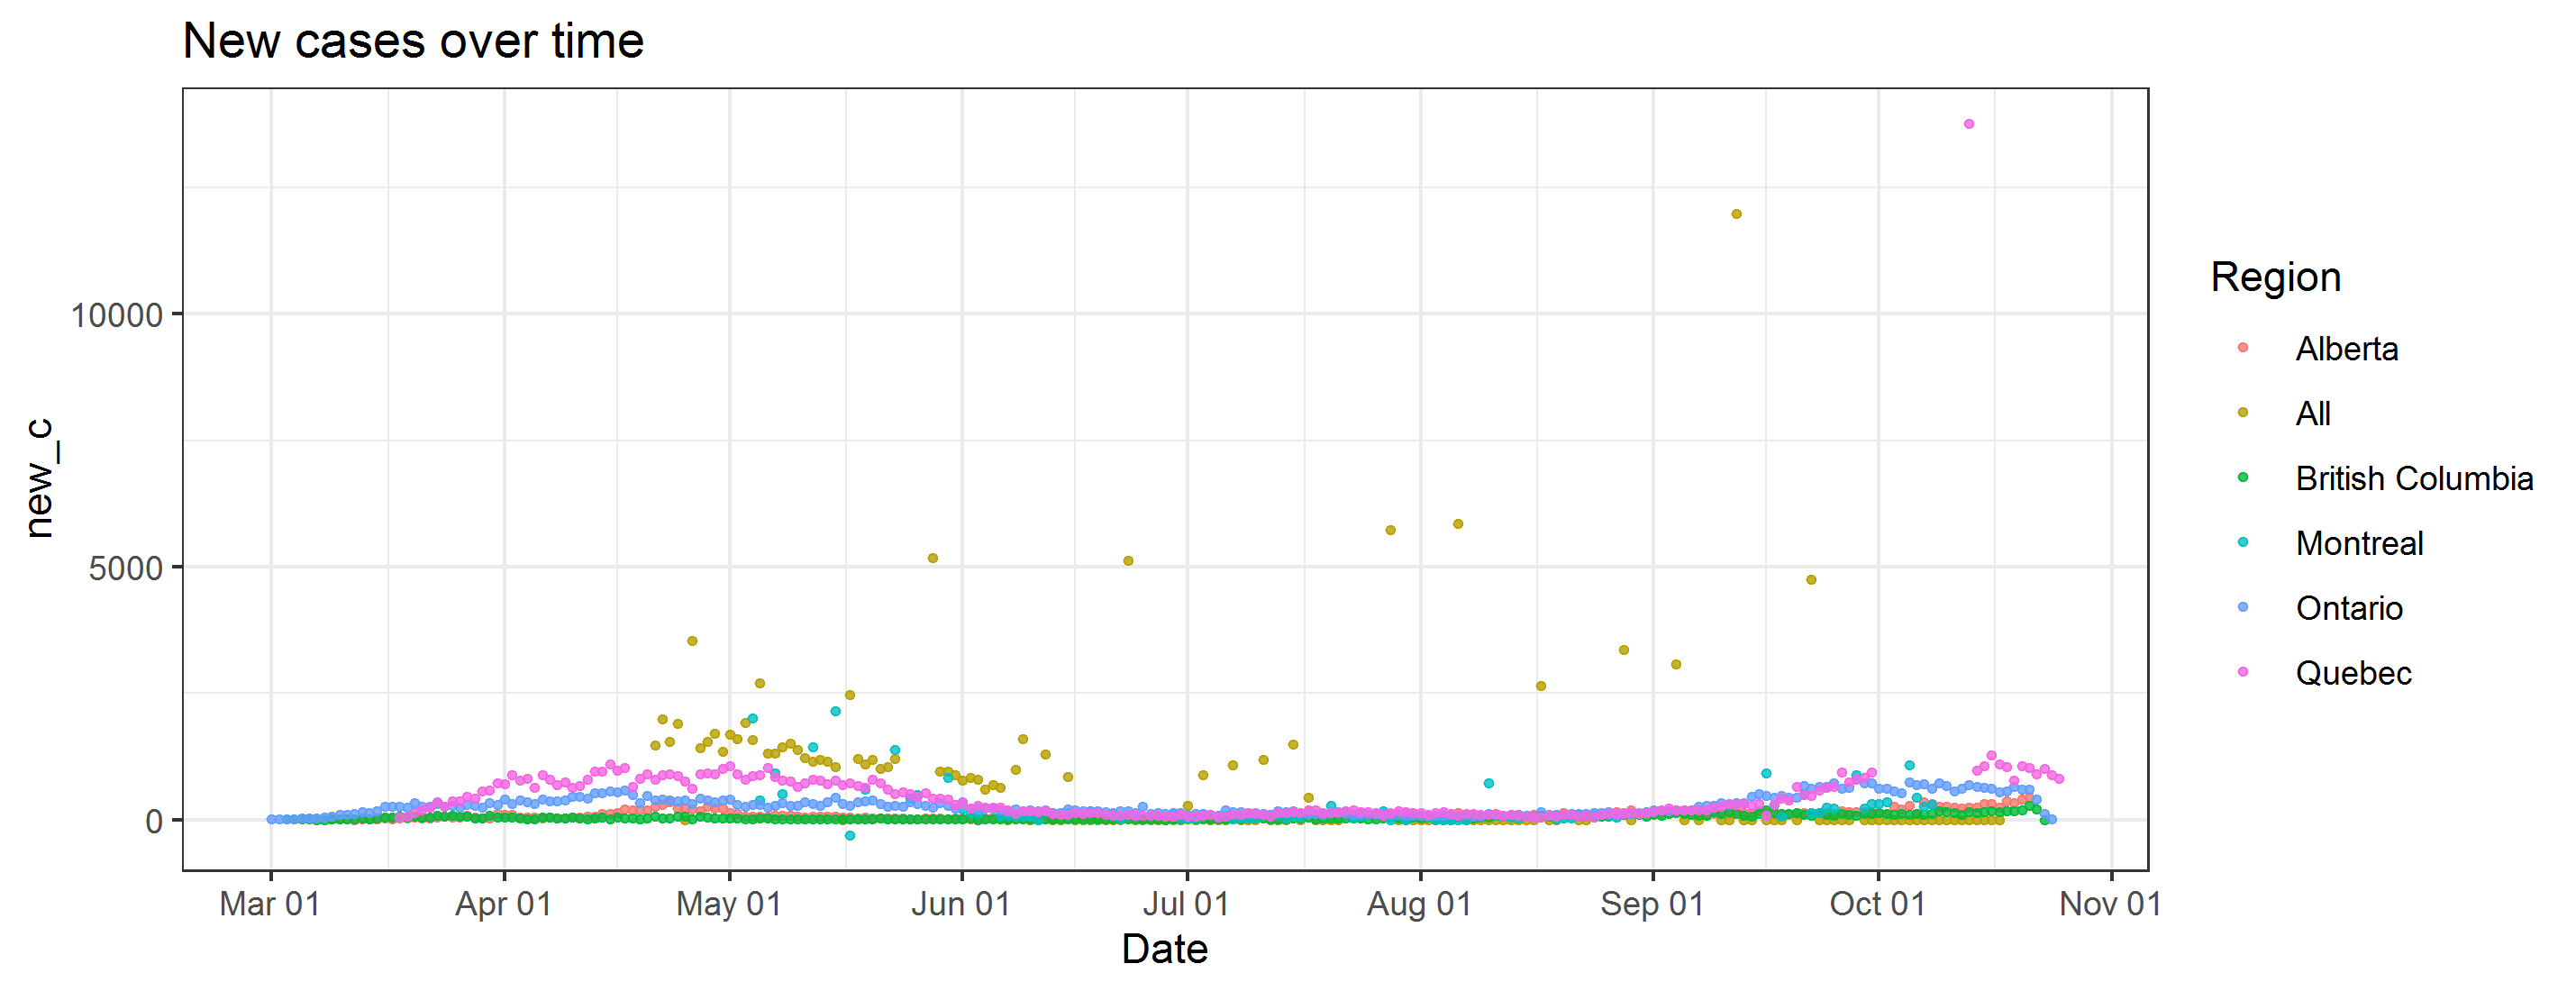 New cases over time
new_c
10000
5000
0
Mar 01
Apr 01
May 01
Jun 01
Jul 01
Aug 01
Sep 01
Oct 01
Nov 01
Date
Region
Alberta
All
British Columbia
Montreal
Ontario
Quebec